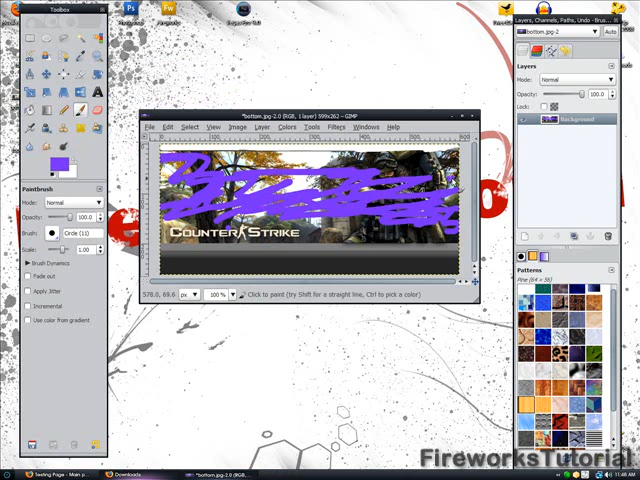 Toolbox
Paintbrush
Mode: Normal
Opacity: 100.0
Brush: Circle (11)
Scale: 1.00
Brush Dynamics
Fade out
Apply Jitter
Incremental
Use color from gradient
*bottom.jpg-2.0 (RGB, 1 layer) 599x262 – GIMP
File Edit Select View Image Layer Colors Tools Filters Windows Help
COUNTER STRIKE
578.0, 69.6 px 100 % Click to paint (try Shift for a straight line, Ctrl to pick a color)
Layers, Channels, Paths, Undo - Brus...
bottom.jpg-2 Auto
Layers
Mode: Normal
Opacity: 100.0
Lock:
Background
Patterns
Pine (64 × 56)
FireworksTutorial
Testing Page - Main p... Downloads *bottom.jpg-2.0 (RGB, ... 11:48 AM